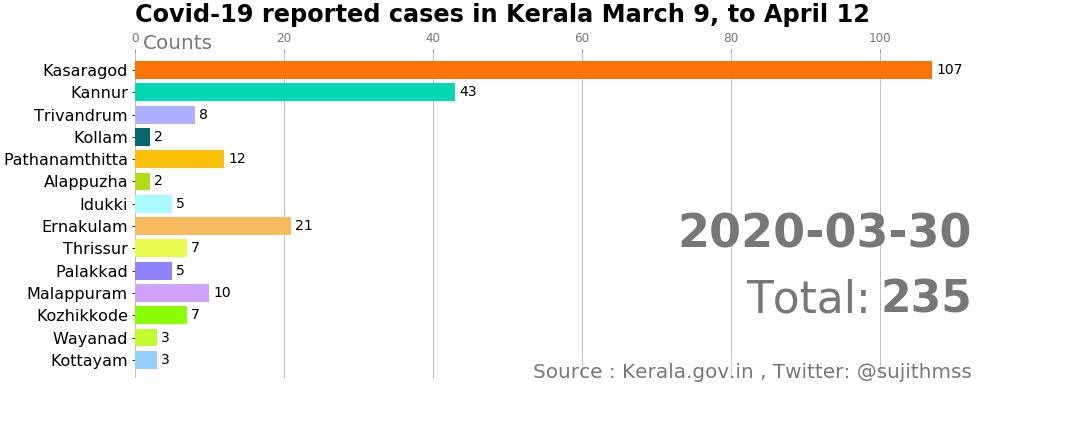 Covid-19 reported cases in Kerala March 9, to April 12
0 20 40 60 80 100
Counts
Kasaragod 107
Kannur 43
Trivandrum 8
Kollam 2
Pathanamthitta 12
Alappuzha 2
Idukki 5
Ernakulam 21
Thrissur 7
Palakkad 5
Malappuram 10
Kozhikkode 7
Wayanad 3
Kottayam 3
2020-03-30
Total: 235
Source : Kerala.gov.in , Twitter: @sujithmss